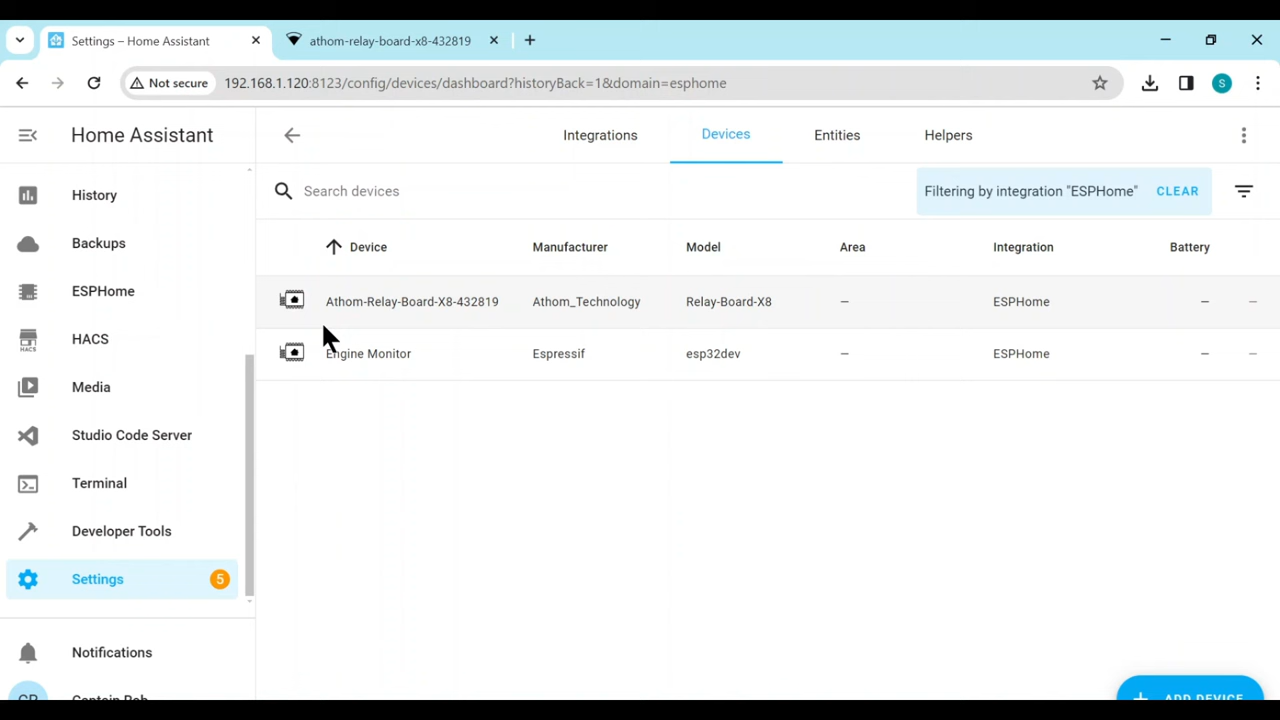 Settings – Home Assistant
athom-relay-board-x8-432819
Not secure
192.168.1.120:8123/config/devices/dashboard?historyBack=1&domain=esphome
S
Home Assistant
Integrations
Devices
Entities
Helpers
History
Search devices
Filtering by integration "ESPHome"
CLEAR
Backups
Device
Manufacturer
Model
Area
Integration
Battery
ESPHome
Athom-Relay-Board-X8-432819
Athom_Technology
Relay-Board-X8
—
ESPHome
—
—
HACS
HACS
Engine Monitor
Espressif
esp32dev
—
ESPHome
—
—
Media
Studio Code Server
Terminal
Developer Tools
Settings
5
Notifications
ADD DEVICE